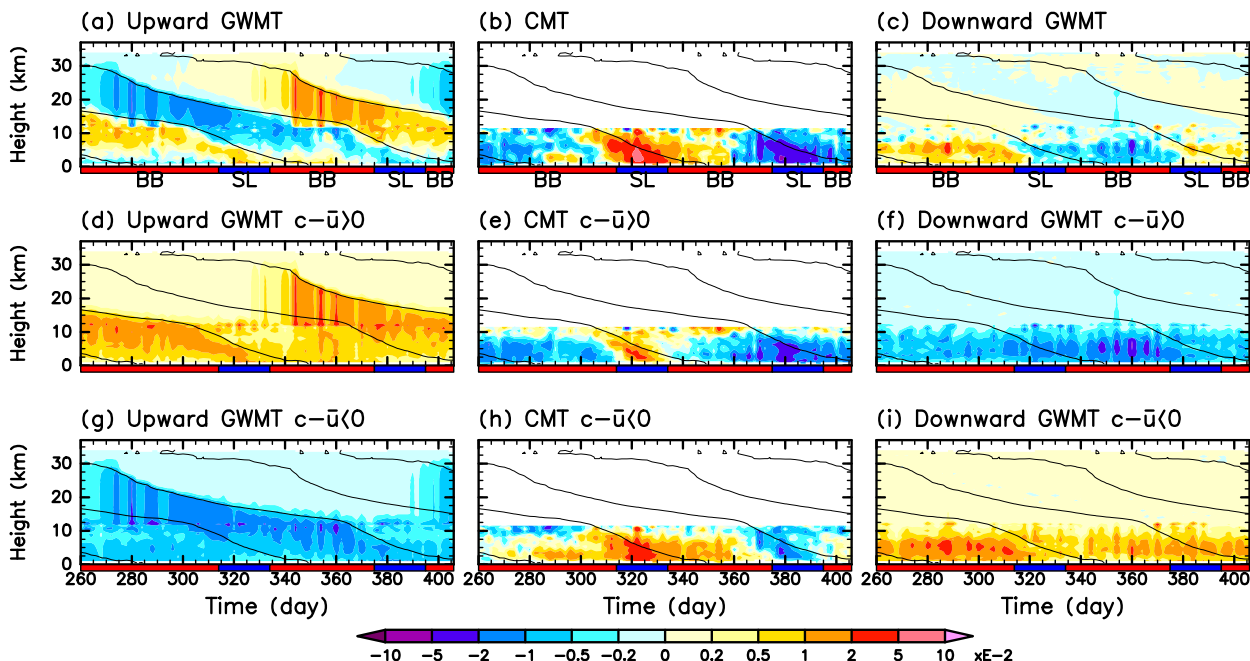 (a) Upward GWMT (b) CMT (c) Downward GWMT
Height (km)
30
20
10
0
BB SL BB SL BB BB SL BB SL BB BB SL BB SL BB
(d) Upward GWMT c−ū⟩0 (e) CMT c−ū⟩0 (f) Downward GWMT c−ū⟩0
Height (km)
30
20
10
0
(g) Upward GWMT c−ū⟨0 (h) CMT c−ū⟨0 (i) Downward GWMT c−ū⟨0
Height (km)
30
20
10
0
260 280 300 320 340 360 380 400 260 280 300 320 340 360 380 400 260 280 300 320 340 360 380 400
Time (day) Time (day) Time (day)
−10 −5 −2 −1 −0.5 −0.2 0 0.2 0.5 1 2 5 10 xE−2